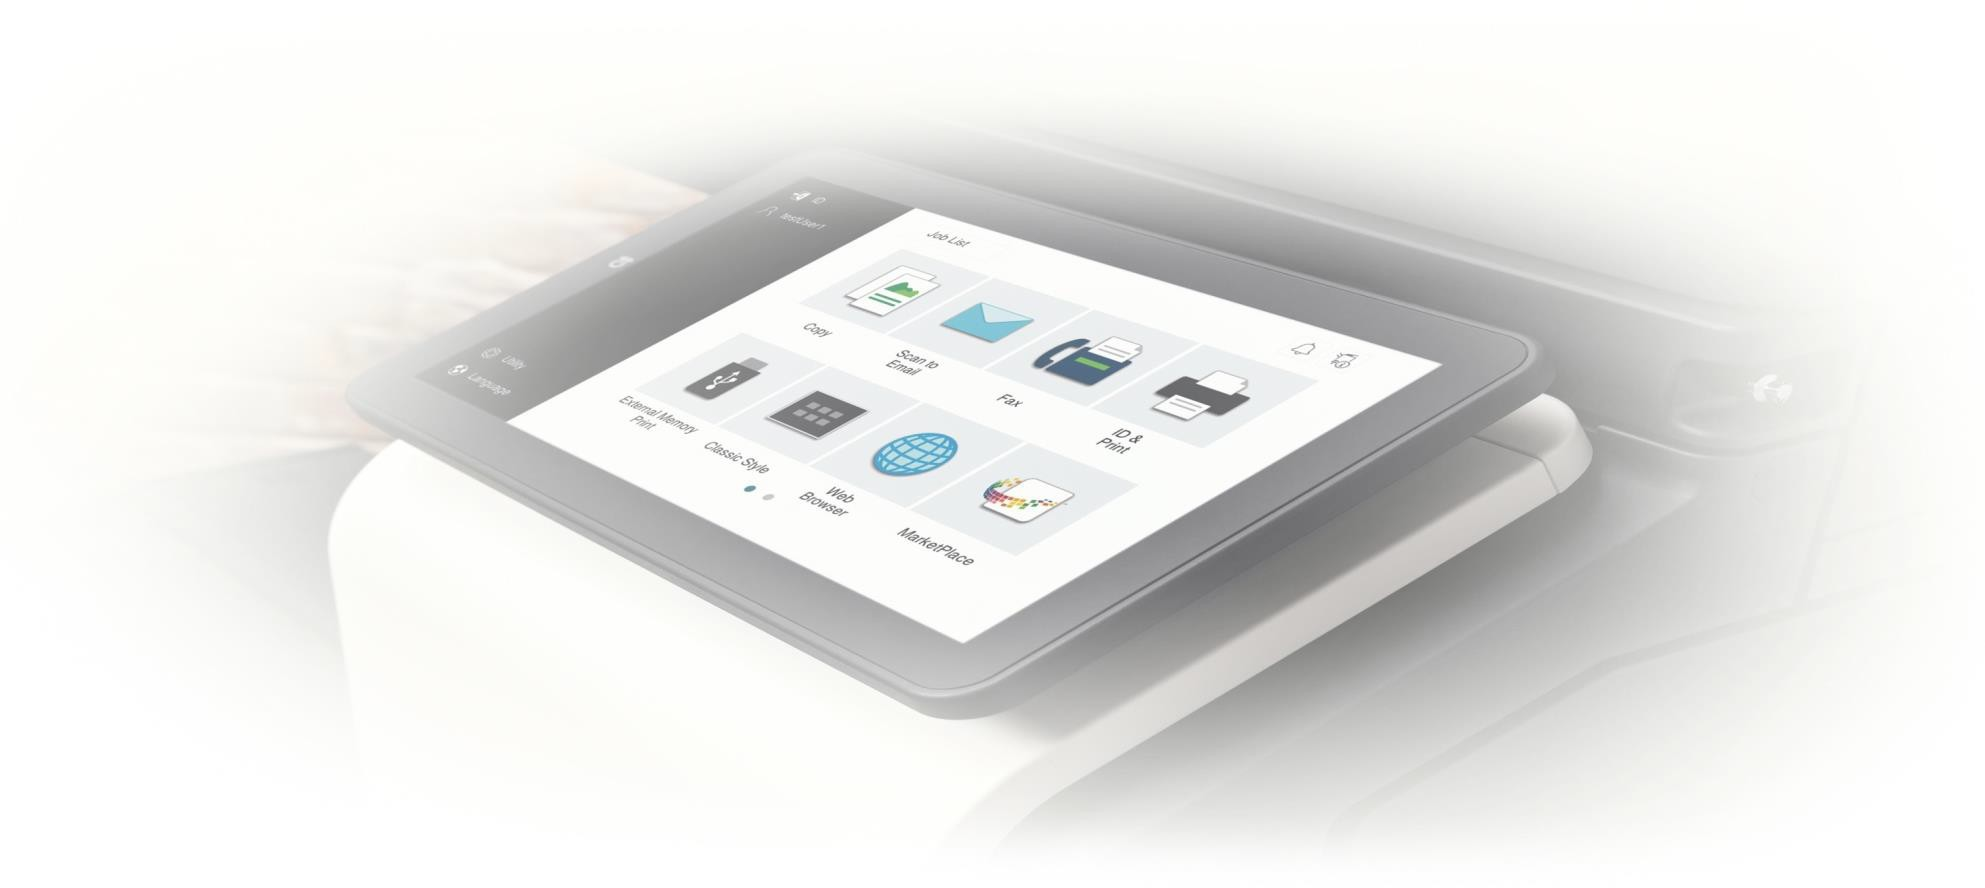 ID
testUser1
Job List
Copy
Scan to
Email
Fax
ID &
Print
External Memory
Print
Classic Style
Web
Browser
MarketPlace
Utility
Language